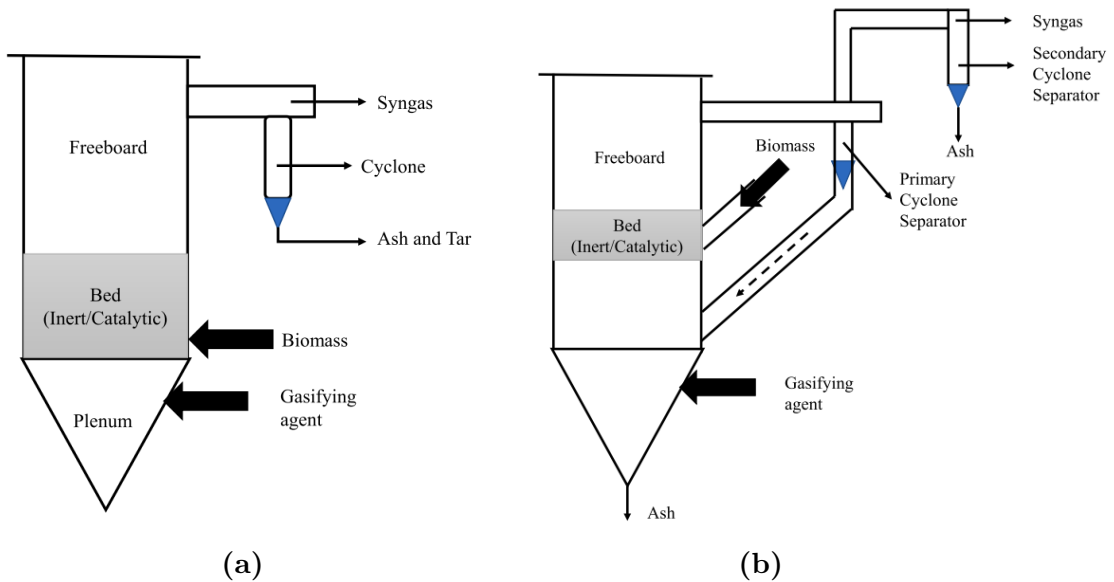 Freeboard
Syngas
Cyclone
Ash and Tar
Bed
(Inert/Catalytic)
Biomass
Gasifying
agent
Plenum
(a)
Syngas
Secondary
Cyclone
Separator
Ash
Biomass
Freeboard
Primary
Cyclone
Separator
Bed
(Inert/Catalytic)
Gasifying
agent
Ash
(b)